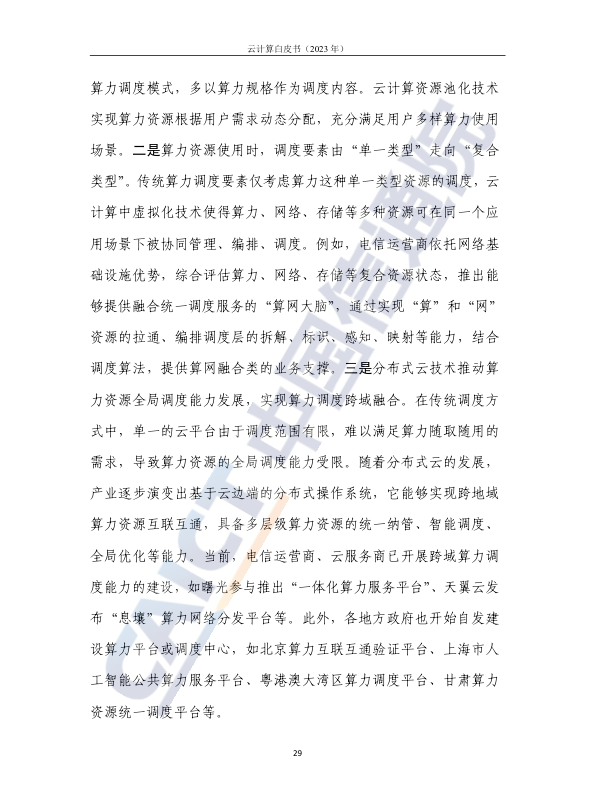 云计算白皮书（2023 年）
算力调度模式，多以算力规格作为调度内容。云计算资源池化技术
实现算力资源根据用户需求动态分配，充分满足用户多样算力使用
场景。二是算力资源使用时，调度要素由“单一类型”走向“复合
类型”。传统算力调度要素仅考虑算力这种单一类型资源的调度，云
计算中虚拟化技术使得算力、网络、存储等多种资源可在同一个应
用场景下被协同管理、编排、调度。例如，电信运营商依托网络基
础设施优势，综合评估算力、网络、存储等复合资源状态，推出能
够提供融合统一调度服务的“算网大脑”，通过实现“算”和“网”
资源的拉通、编排调度层的拆解、标识、感知、映射等能力，结合
调度算法，提供算网融合类的业务支撑。三是分布式云技术推动算
力资源全局调度能力发展，实现算力调度跨域融合。在传统调度方
式中，单一的云平台由于调度范围有限，难以满足算力随取随用的
需求，导致算力资源的全局调度能力受限。随着分布式云的发展，
产业逐步演变出基于云边端的分布式操作系统，它能够实现跨地域
算力资源互联互通，具备多层级算力资源的统一纳管、智能调度、
全局优化等能力。当前，电信运营商、云服务商已开展跨域算力调
度能力的建设，如曙光参与推出“一体化算力服务平台”、天翼云发
布“息壤”算力网络分发平台等。此外，各地方政府也开始自发建
设算力平台或调度中心，如北京算力互联互通验证平台、上海市人
工智能公共算力服务平台、粤港澳大湾区算力调度平台、甘肃算力
资源统一调度平台等。
CAICT 中国信通院
29